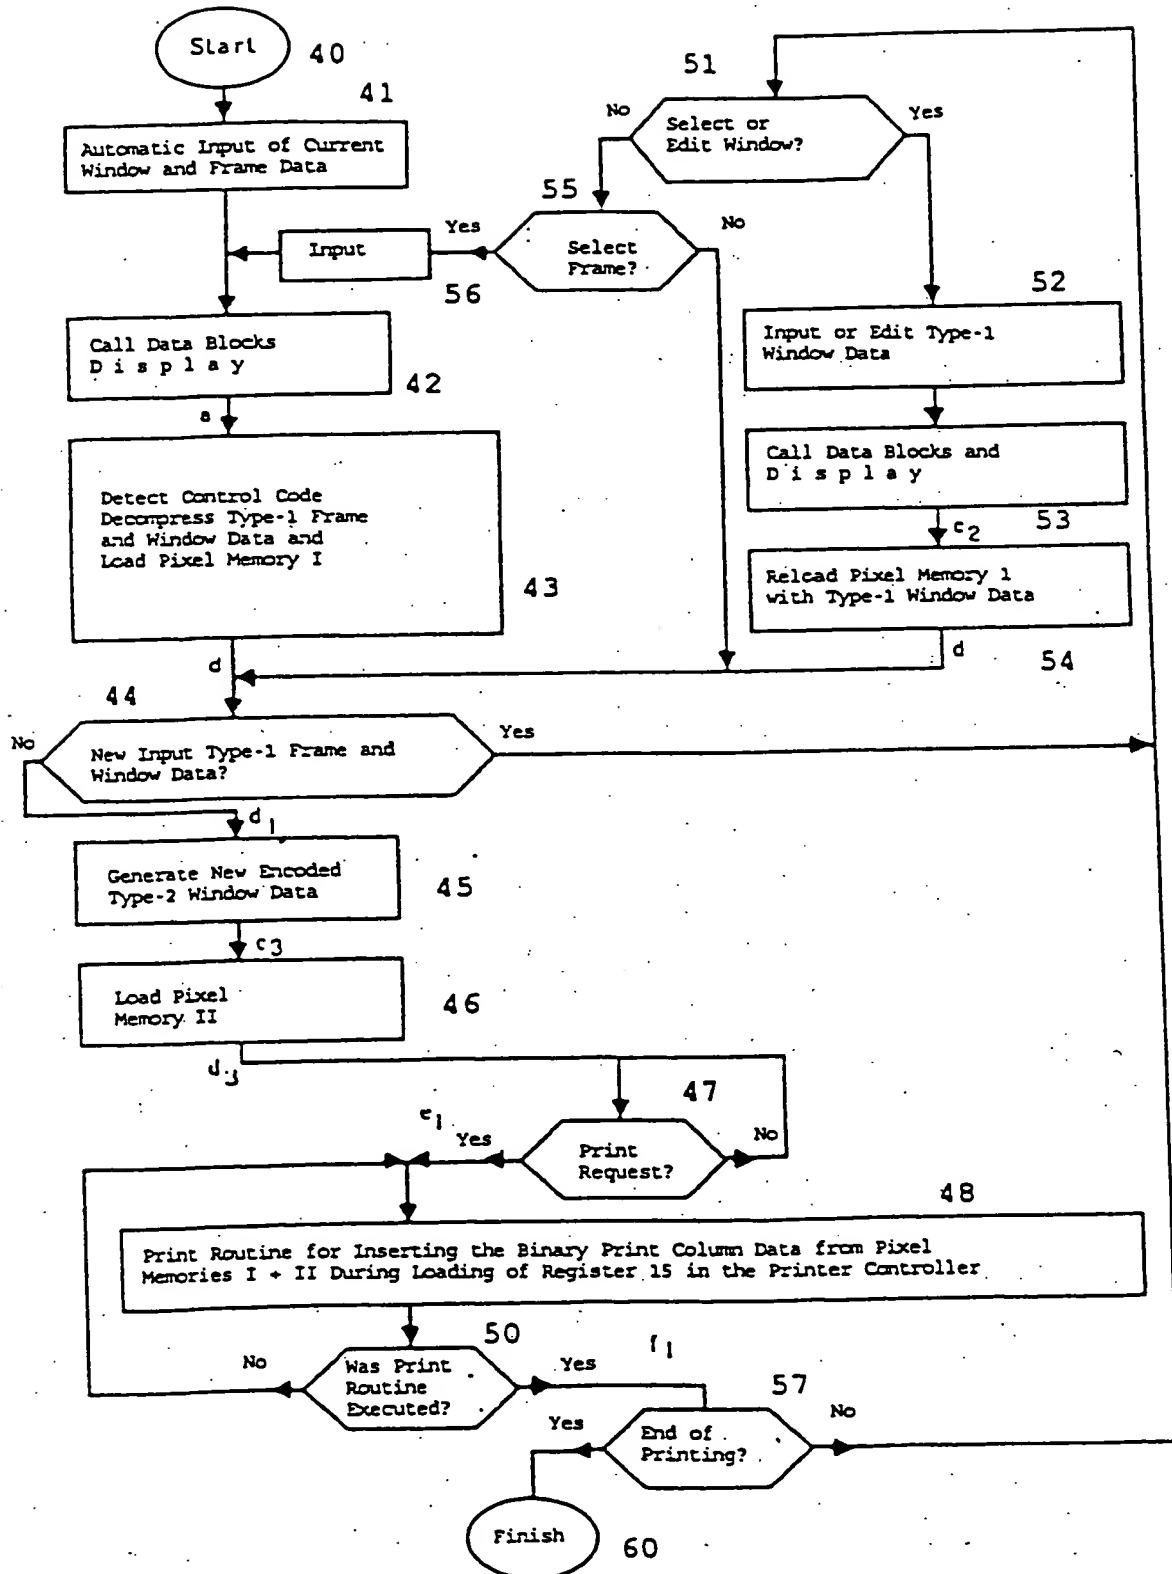 Start
40
41
Automatic Input of Current
Window and Frame Data
51
No
Select or
Edit Window?
Yes
55
Yes
Select
Frame?
No
Input
56
52
Input or Edit Type-1
Window Data
Call Data Blocks
D i s p l a y
42
a
Call Data Blocks and
D i s p l a y
53
c2
Detect Control Code
Decompress Type-1 Frame
and Window Data and
Load Pixel Memory I
43
Reload Pixel Memory 1
with Type-1 Window Data
54
d
d
44
No
New Input Type-1 Frame and
Window Data?
Yes
d1
Generate New Encoded
Type-2 Window Data
45
c3
Load Pixel
Memory II
46
d3
47
e1
Yes
Print
Request?
No
48
Print Routine for Inserting the Binary Print Column Data from Pixel
Memories I + II During Loading of Register 15 in the Printer Controller
50
No
Was Print
Routine
Executed?
Yes
f1
57
Yes
End of
Printing?
No
Finish
60